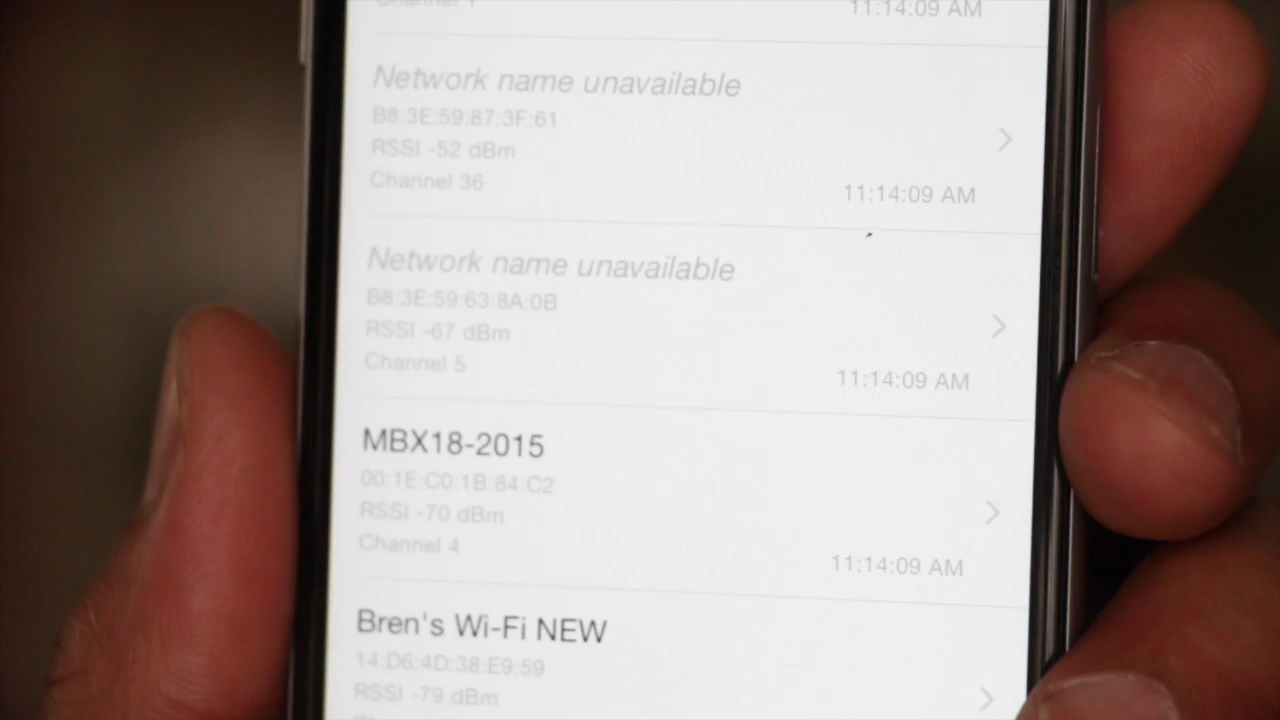 Channel 1
11:14:09 AM
Network name unavailable
B8:3E:59:87:3F:61
RSSI -52 dBm
Channel 36
11:14:09 AM
Network name unavailable
B8:3E:59:63:8A:0B
RSSI -67 dBm
Channel 5
11:14:09 AM
MBX18-2015
00:1E:C0:1B:84:C2
RSSI -70 dBm
Channel 4
11:14:09 AM
Bren's Wi-Fi NEW
14:D6:4D:38:E9:59
RSSI -79 dBm